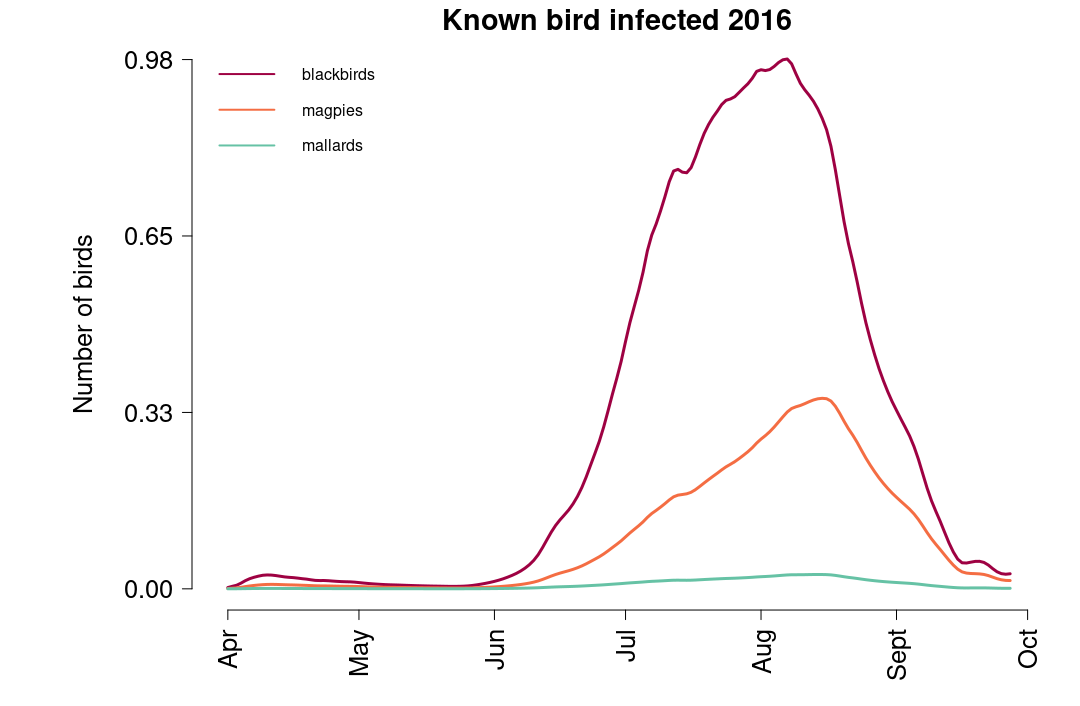 Known bird infected 2016
blackbirds
magpies
mallards
Number of birds
0.98
0.65
0.33
0.00
Apr
May
Jun
Jul
Aug
Sept
Oct